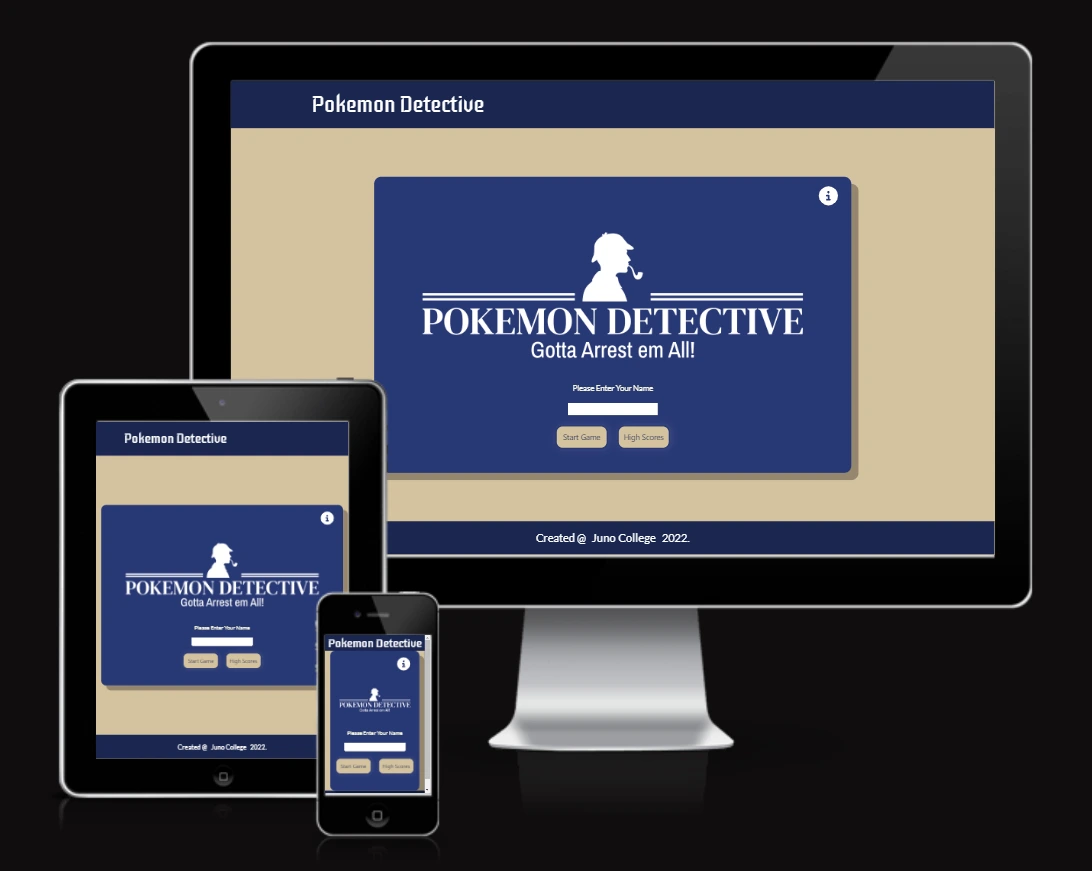 Pokemon Detective
i
POKEMON DETECTIVE
Gotta Arrest em All!
Please Enter Your Name
Start Game High Scores
Created @ Juno College 2022.
Pokemon Detective
i
POKEMON DETECTIVE
Gotta Arrest em All!
Please Enter Your Name
Start Game High Scores
Created @ Juno College 2022.
Pokemon Detective
i
POKEMON DETECTIVE
Gotta Arrest em All!
Please Enter Your Name
Start Game High Scores